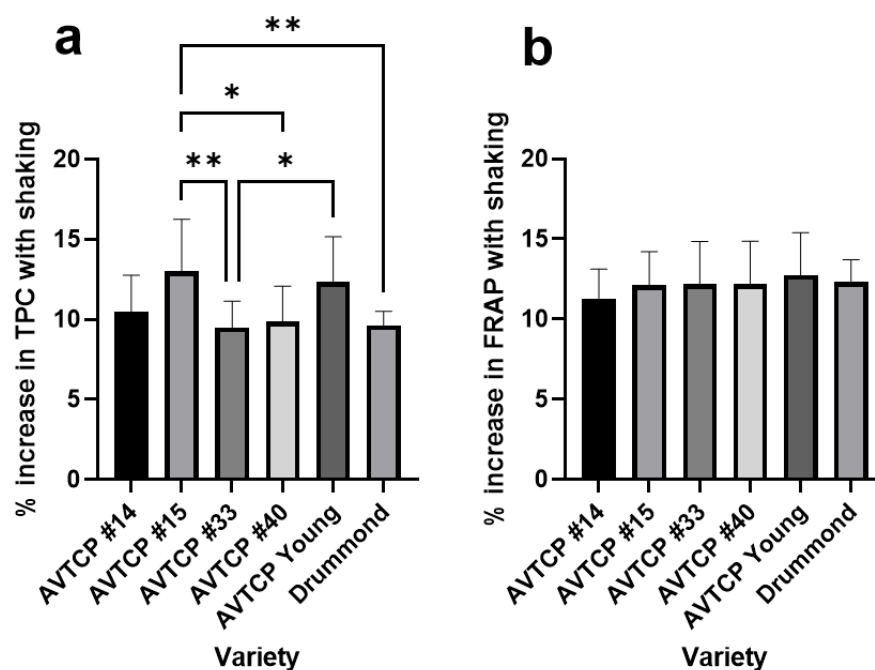 a
**
*
**
*
% increase in TPC with shaking
20
15
10
5
0
AVTCP #14
AVTCP #15
AVTCP #33
AVTCP #40
AVTCP Young
Drummond
Variety
b
% increase in FRAP with shaking
20
15
10
5
0
AVTCP #14
AVTCP #15
AVTCP #33
AVTCP #40
AVTCP Young
Drummond
Variety